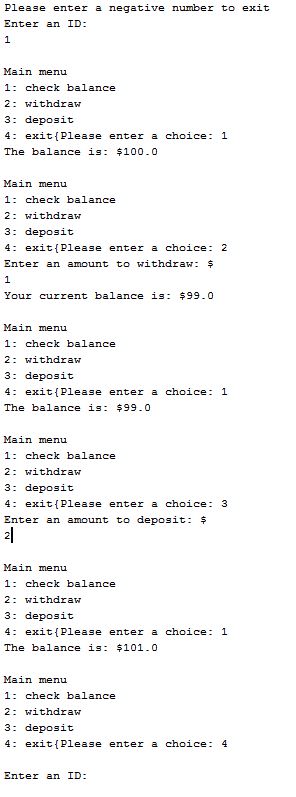 Please enter a negative number to exit
Enter an ID:
1

Main menu
1: check balance
2: withdraw
3: deposit
4: exit{Please enter a choice: 1
The balance is: $100.0

Main menu
1: check balance
2: withdraw
3: deposit
4: exit{Please enter a choice: 2
Enter an amount to withdraw: $
1
Your current balance is: $99.0

Main menu
1: check balance
2: withdraw
3: deposit
4: exit{Please enter a choice: 1
The balance is: $99.0

Main menu
1: check balance
2: withdraw
3: deposit
4: exit{Please enter a choice: 3
Enter an amount to deposit: $
2

Main menu
1: check balance
2: withdraw
3: deposit
4: exit{Please enter a choice: 1
The balance is: $101.0

Main menu
1: check balance
2: withdraw
3: deposit
4: exit{Please enter a choice: 4

Enter an ID: